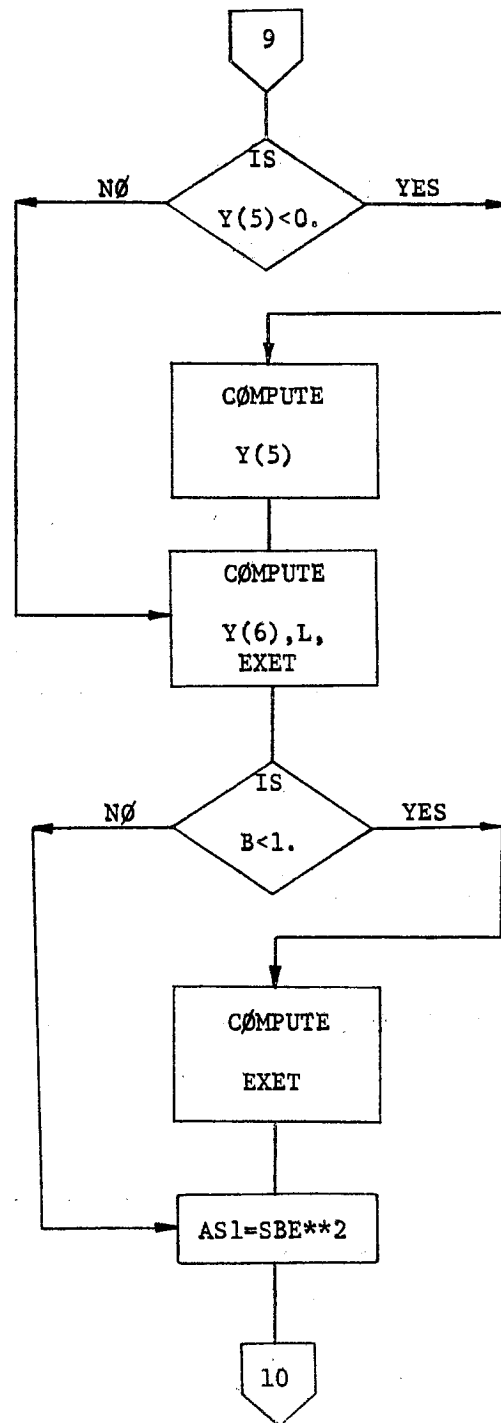 9
IS
NØ
YES
Y(5)<0.
CØMPUTE
Y(5)
CØMPUTE
Y(6),L,
EXET
IS
NØ
YES
B<1.
CØMPUTE
EXET
AS1=SBE**2
10